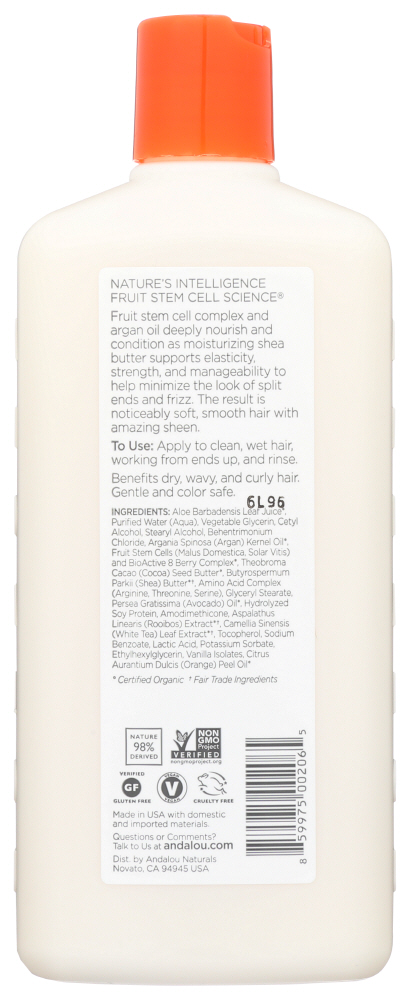 NATURE'S INTELLIGENCE
FRUIT STEM CELL SCIENCE®
Fruit stem cell complex and
argan oil deeply nourish and
condition as moisturizing shea
butter supports elasticity,
strength, and manageability to
help minimize the look of split
ends and frizz. The result is
noticeably soft, smooth hair with
amazing sheen.
To Use: Apply to clean, wet hair,
working from ends up, and rinse.
Benefits dry, wavy, and curly hair.
Gentle and color safe.
6L96
INGREDIENTS: Aloe Barbadensis Leaf Juice*,
Purified Water (Aqua), Vegetable Glycerin, Cetyl
Alcohol, Stearyl Alcohol, Behentrimonium
Chloride, Argania Spinosa (Argan) Kernel Oil*,
Fruit Stem Cells (Malus Domestica, Solar Vitis)
and BioActive 8 Berry Complex*, Theobroma
Cacao (Cocoa) Seed Butter*, Butyrospermum
Parkii (Shea) Butter*†, Amino Acid Complex
(Arginine, Threonine, Serine), Glyceryl Stearate,
Persea Gratissima (Avocado) Oil*, Hydrolyzed
Soy Protein, Amodimethicone, Aspalathus
Linearis (Rooibos) Extract*†, Camellia Sinensis
(White Tea) Leaf Extract*†, Tocopherol, Sodium
Benzoate, Lactic Acid, Potassium Sorbate,
Ethylhexylglycerin, Vanilla Isolates, Citrus
Aurantium Dulcis (Orange) Peel Oil*
* Certified Organic † Fair Trade Ingredients
NATURE
98%
DERIVED
NON
GMO
Project
VERIFIED
nongmoproject.org
VERIFIED
GF
GLUTEN FREE
VEGAN
V
VEGAN
CRUELTY FREE
8 59975 00206 5
Made in USA with domestic
and imported materials.
Questions or Comments?
Talk to Us at andalou.com
Dist. by Andalou Naturals
Novato, CA 94945 USA